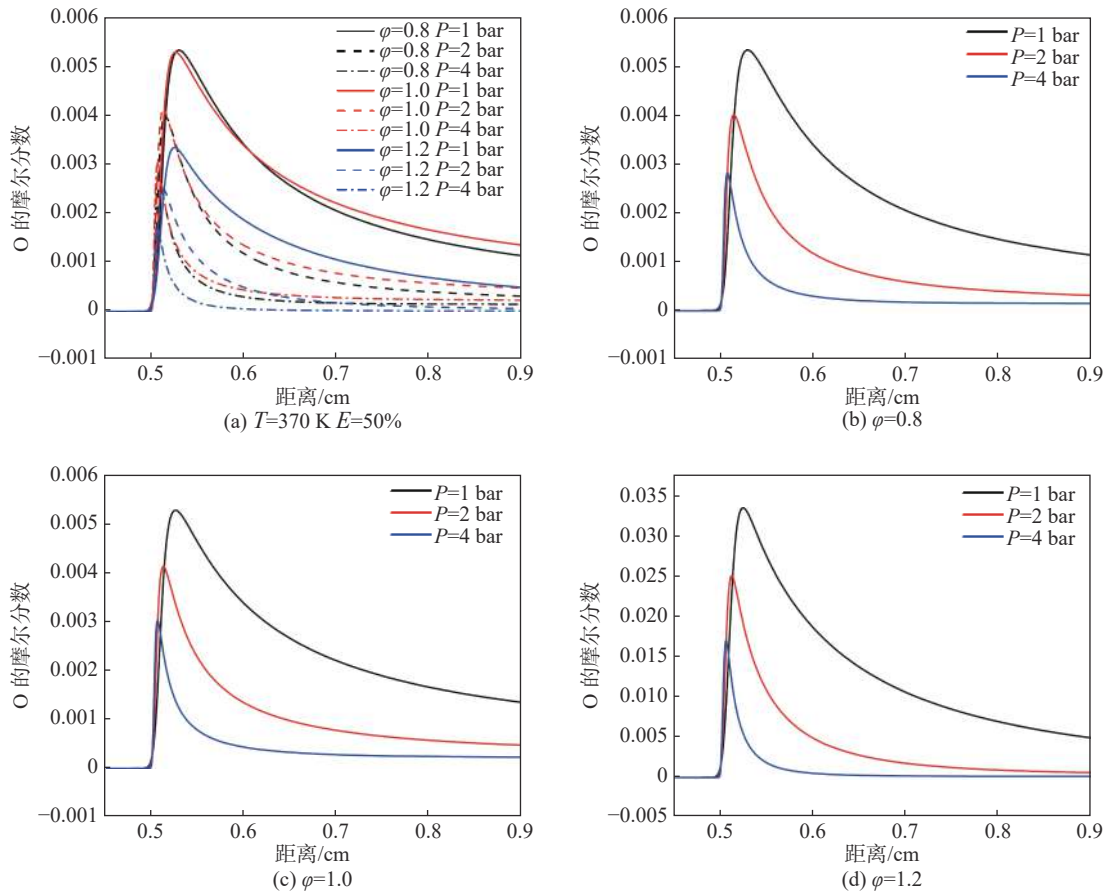 0.006
0.005
0.004
0.003
0.002
0.001
0
−0.001
O 的摩尔分数
φ=0.8 P=1 bar
φ=0.8 P=2 bar
φ=0.8 P=4 bar
φ=1.0 P=1 bar
φ=1.0 P=2 bar
φ=1.0 P=4 bar
φ=1.2 P=1 bar
φ=1.2 P=2 bar
φ=1.2 P=4 bar
0.5 0.6 0.7 0.8 0.9
距离/cm
(a) T=370 K E=50%
0.006
0.005
0.004
0.003
0.002
0.001
0
−0.001
O 的摩尔分数
P=1 bar
P=2 bar
P=4 bar
0.5 0.6 0.7 0.8 0.9
距离/cm
(b) φ=0.8
0.006
0.005
0.004
0.003
0.002
0.001
0
0.001
O 的摩尔分数
P=1 bar
P=2 bar
P=4 bar
0.5 0.6 0.7 0.8 0.9
距离/cm
(c) φ=1.0
0.035
0.030
0.025
0.020
0.015
0.010
0.005
0
−0.005
O 的摩尔分数
P=1 bar
P=2 bar
P=4 bar
0.5 0.6 0.7 0.8 0.9
距离/cm
(d) φ=1.2